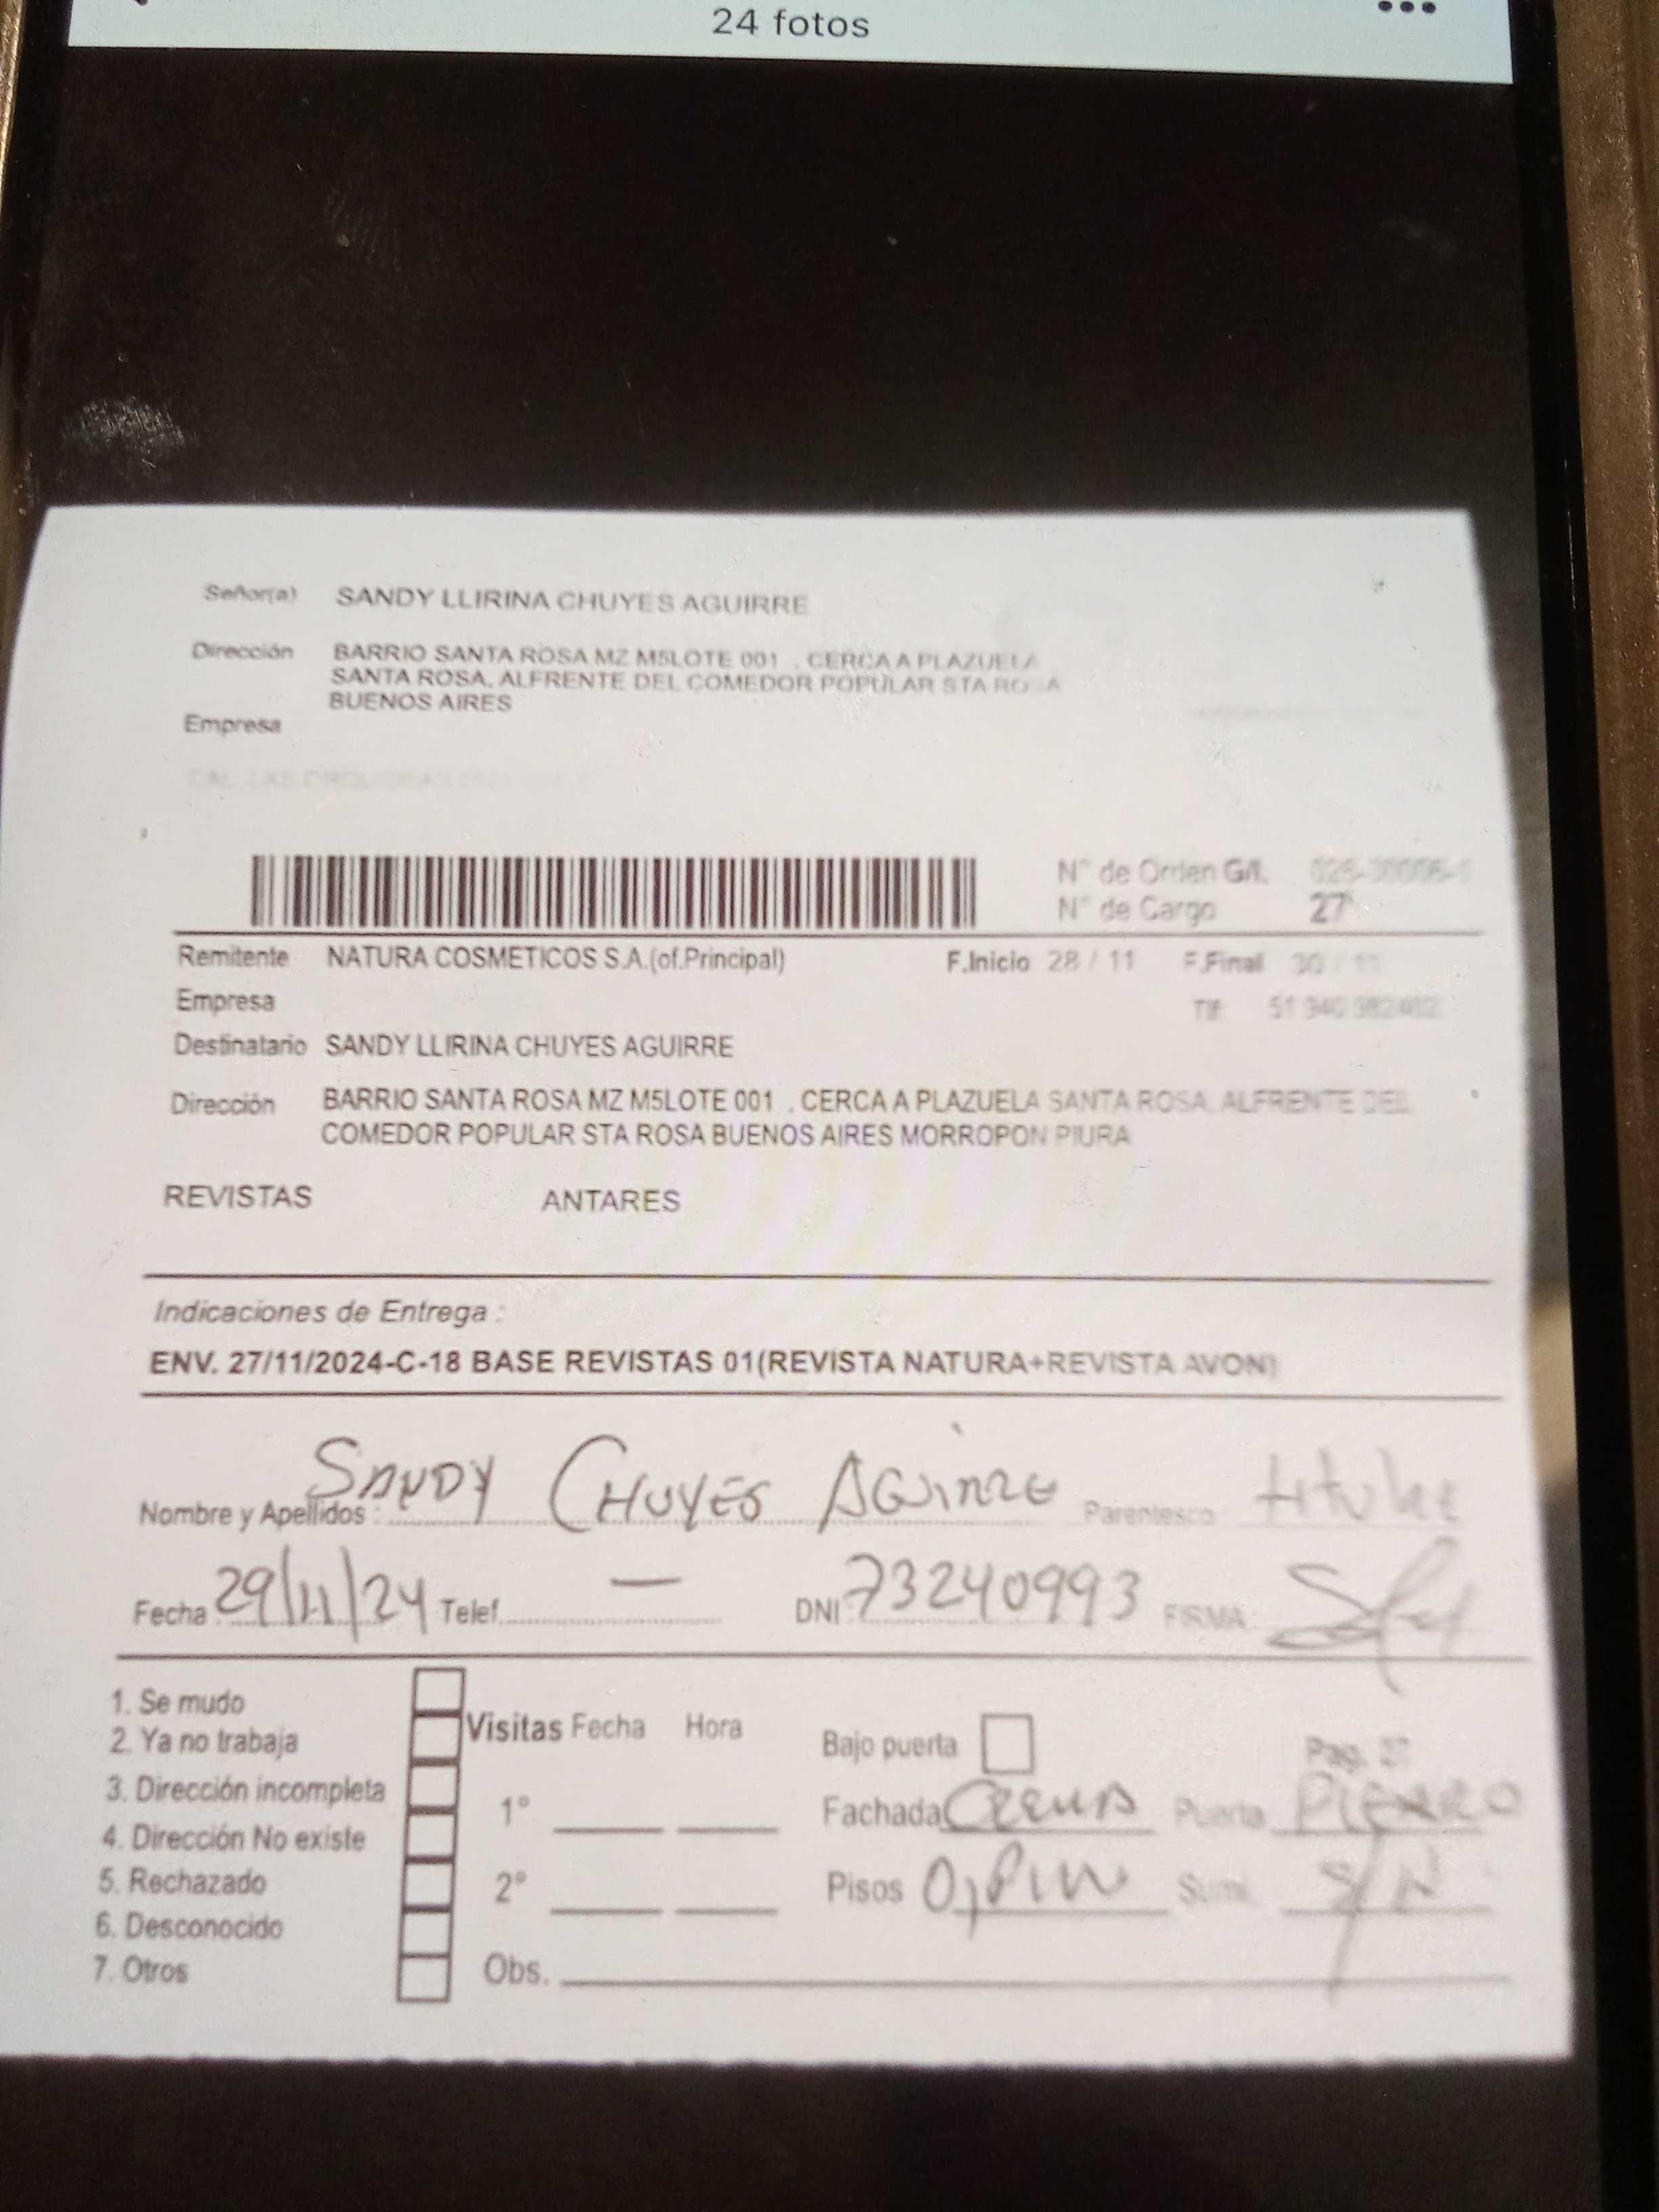 24 fotos
Señor(a) SANDY LLIRINA CHUYES AGUIRRE
Dirección BARRIO SANTA ROSA MZ M5LOTE 001 . CERCA A PLAZUELA
SANTA ROSA. ALFRENTE DEL COMEDOR POPULAR STA ROSA
BUENOS AIRES
Empresa
N° de Orden G/I.
N° de Cargo 27
Remitente NATURA COSMETICOS S.A.(of.Principal) F.Inicio 28 / 11 F.Final 30 / 11
Empresa Tlf:
Destinatario SANDY LLIRINA CHUYES AGUIRRE
Dirección BARRIO SANTA ROSA MZ M5LOTE 001 . CERCA A PLAZUELA SANTA ROSA. ALFRENTE DEL
COMEDOR POPULAR STA ROSA BUENOS AIRES MORROPON PIURA
REVISTAS ANTARES
Indicaciones de Entrega :
ENV. 27/11/2024-C-18 BASE REVISTAS 01(REVISTA NATURA+REVISTA AVON)
Nombre y Apellidos : SANDY CHUYES AGUIRRE Parentesco
Fecha 29/11/24 Telef. — DNI 73240993 FIRMA
1. Se mudo
2. Ya no trabaja
3. Dirección incompleta
4. Dirección No existe
5. Rechazado
6. Desconocido
7. Otros
Visitas Fecha Hora
1°
2°
Obs.
Bajo puerta
Fachada Puerta
Pisos S/N